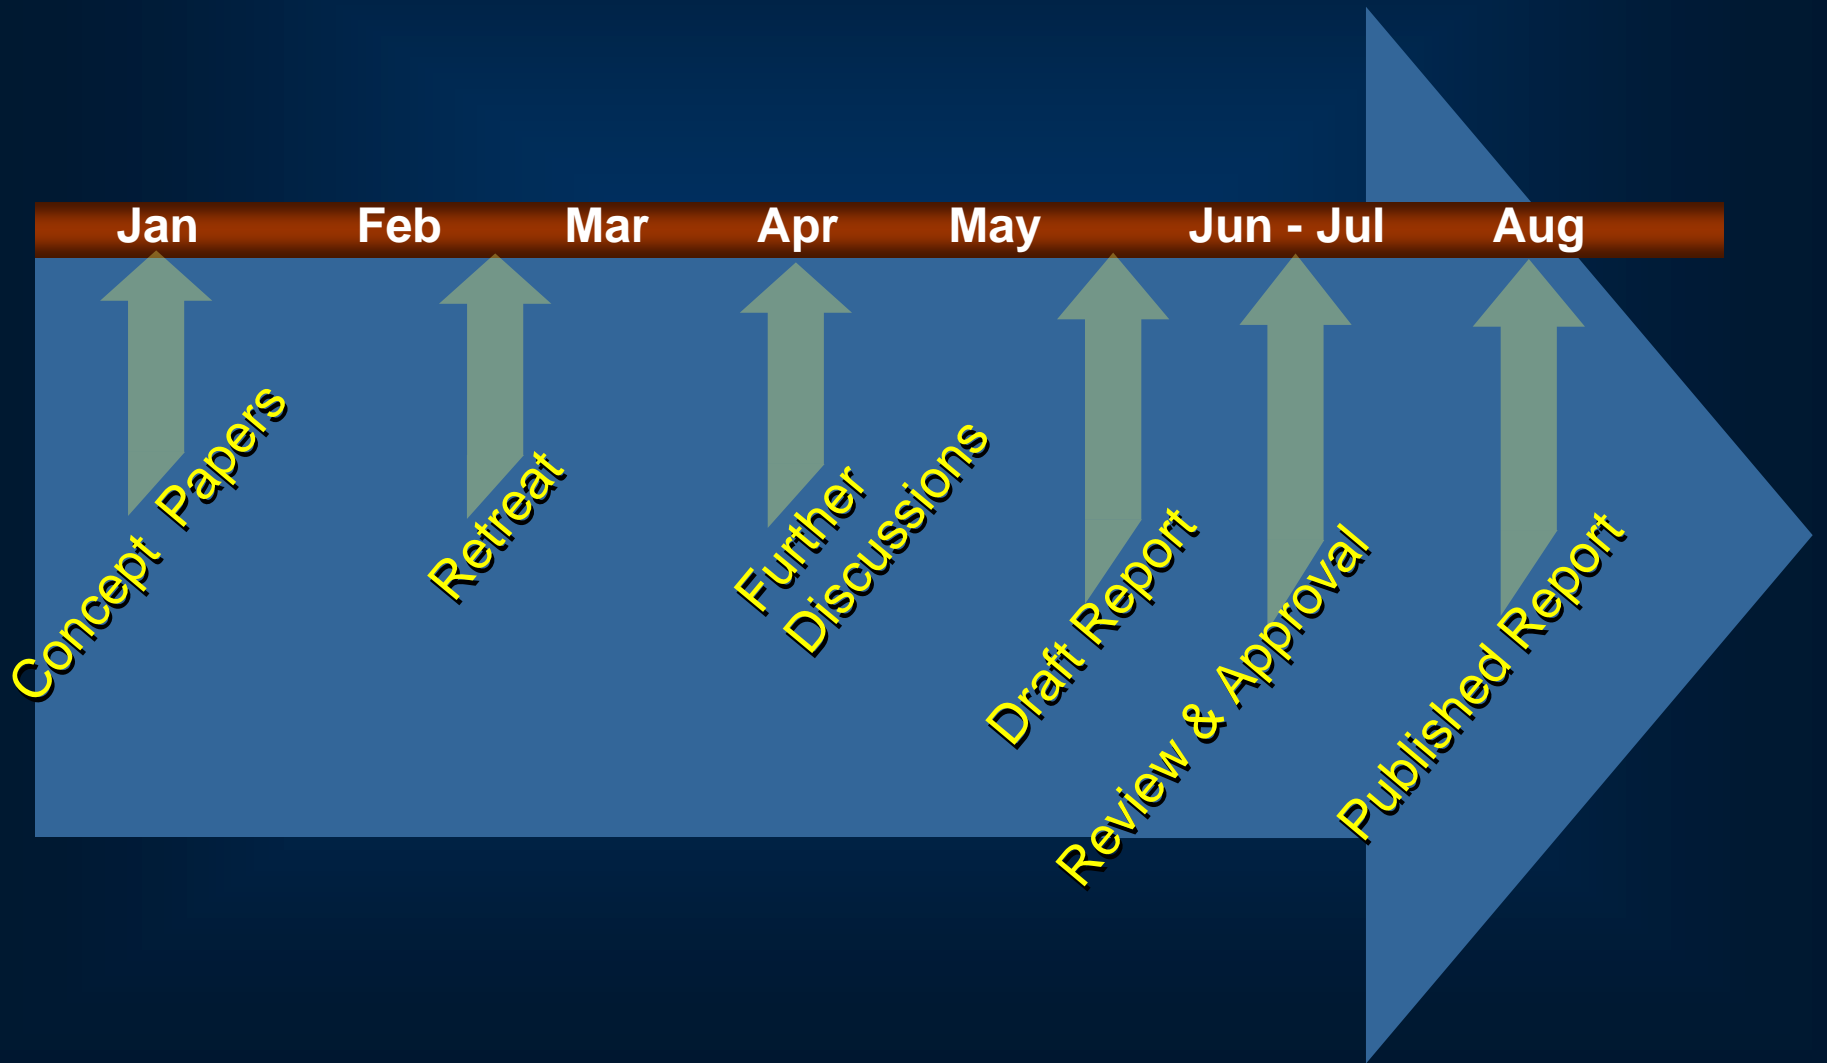 Jan Feb Mar Apr May Jun - Jul Aug
Concept Papers
Retreat
Further
Discussions
Draft Report
Review & Approval
Published Report